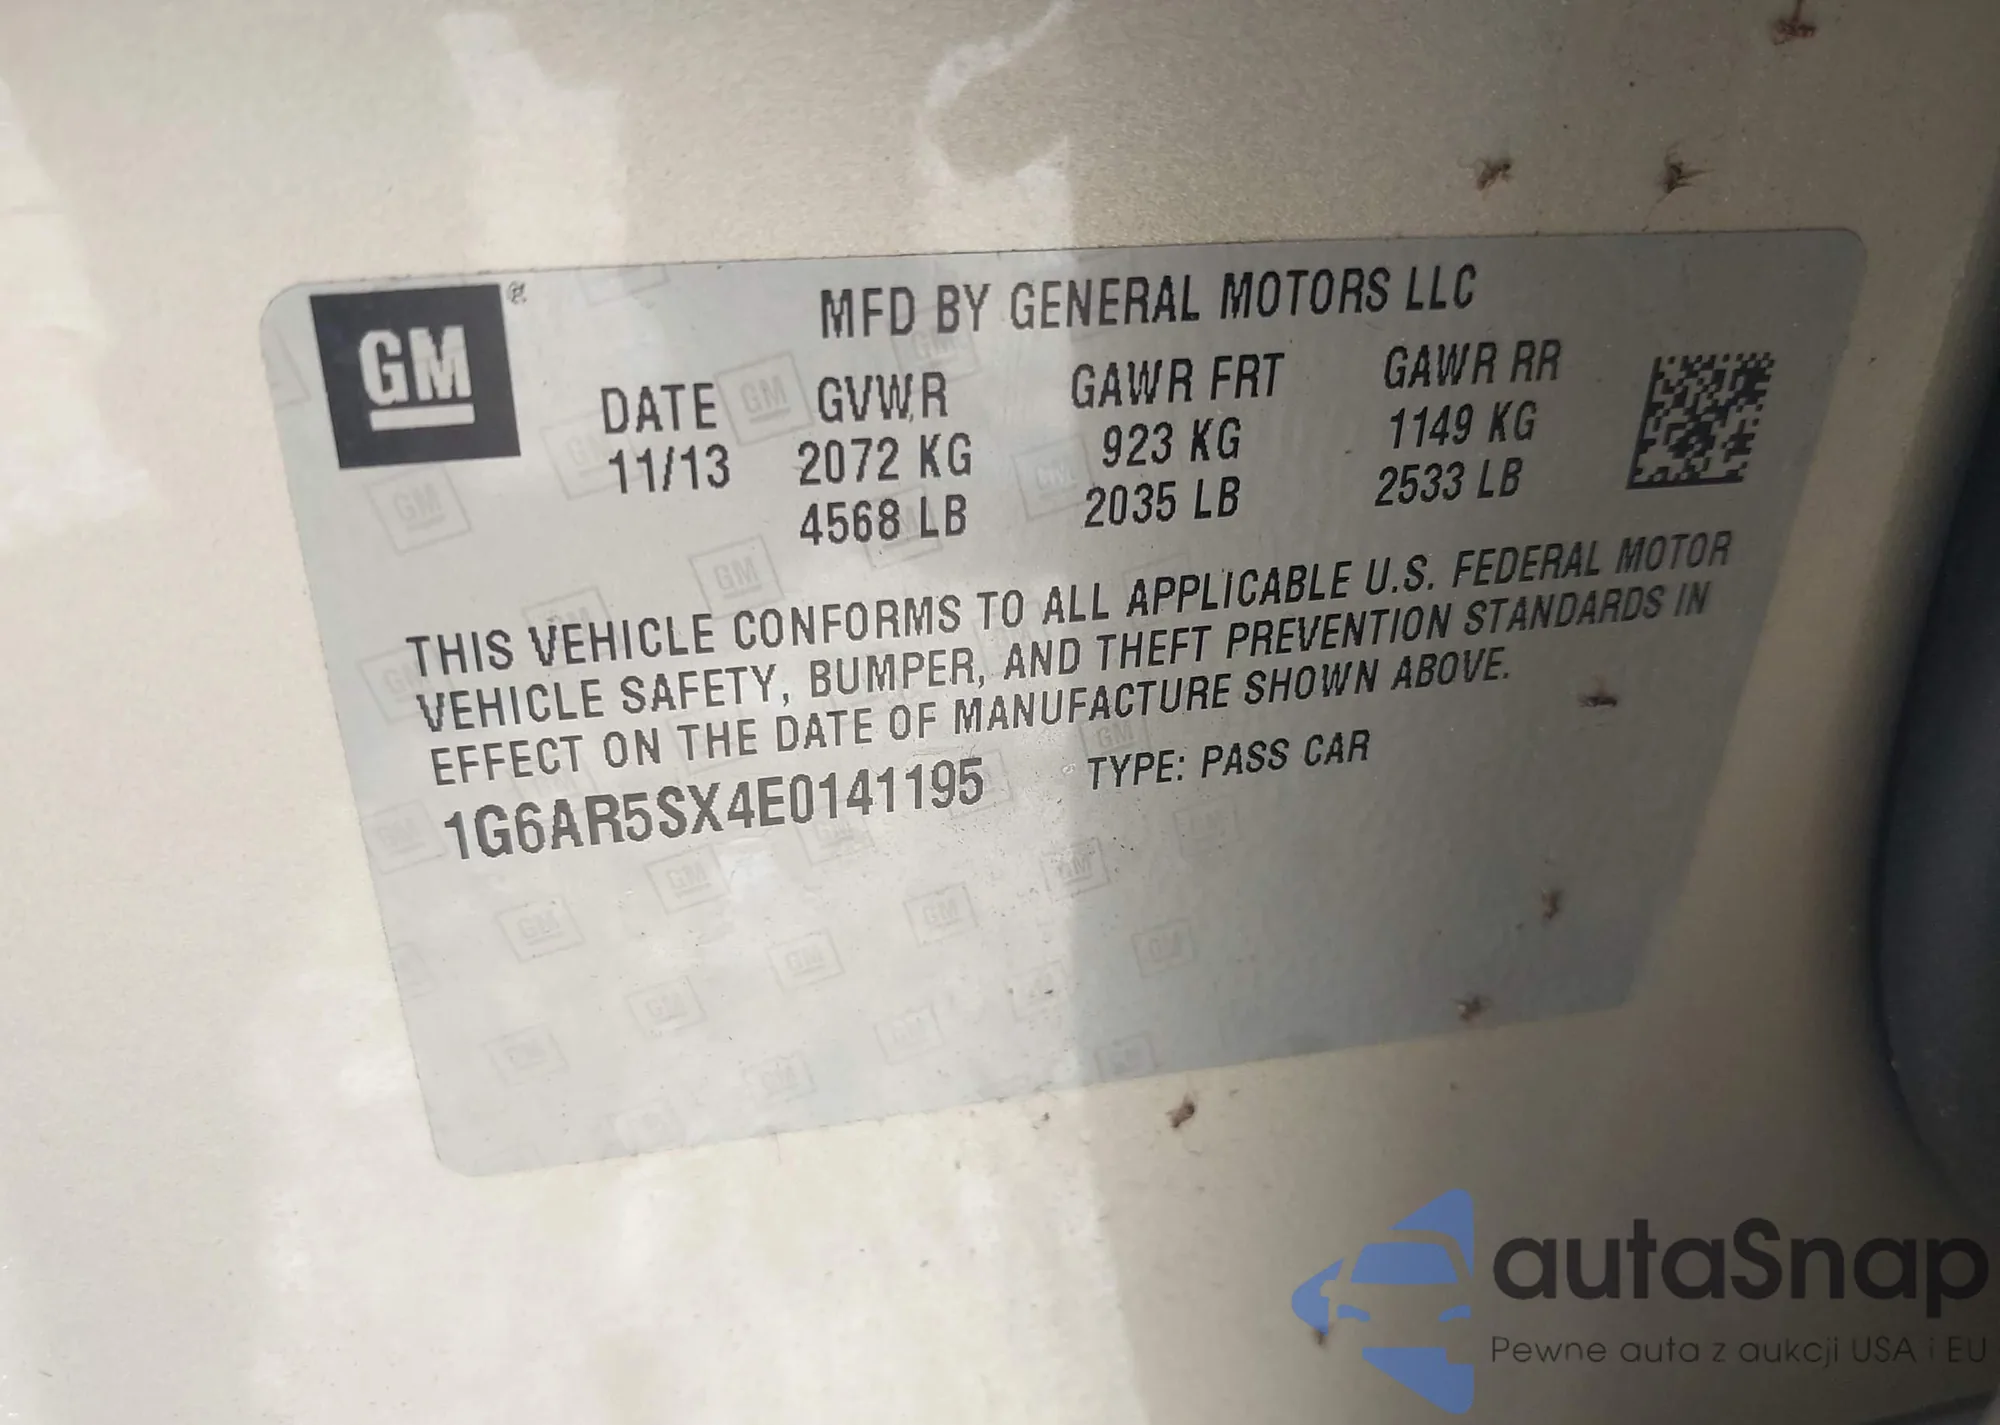 GM ®
MFD BY GENERAL MOTORS LLC
DATE GVWR GAWR FRT GAWR RR
11/13 2072 KG 923 KG 1149 KG
4568 LB 2035 LB 2533 LB
THIS VEHICLE CONFORMS TO ALL APPLICABLE U.S. FEDERAL MOTOR
VEHICLE SAFETY, BUMPER, AND THEFT PREVENTION STANDARDS IN
EFFECT ON THE DATE OF MANUFACTURE SHOWN ABOVE.
1G6AR5SX4E0141195 TYPE: PASS CAR
autaSnap
Pewne auta z aukcji USA i EU